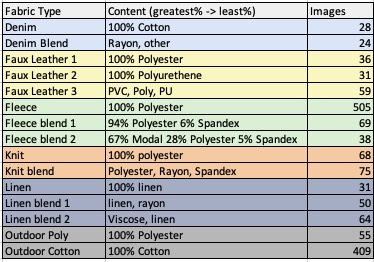 Fabric Type Content (greatest% -> least%) Images
Denim 100% Cotton 28
Denim Blend Rayon, other 24
Faux Leather 1 100% Polyester 36
Faux Leather 2 100% Polyurethene 31
Faux Leather 3 PVC, Poly, PU 59
Fleece 100% Polyester 505
Fleece blend 1 94% Polyester 6% Spandex 69
Fleece blend 2 67% Modal 28% Polyester 5% Spandex 38
Knit 100% polyester 68
Knit blend Polyester, Rayon, Spandex 75
Linen 100% linen 31
Linen blend 1 linen, rayon 50
Linen blend 2 Viscose, linen 64
Outdoor Poly 100% Polyester 55
Outdoor Cotton 100% Cotton 409